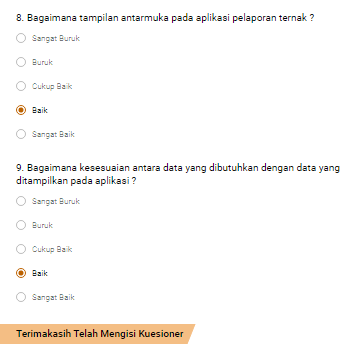 8. Bagaimana tampilan antarmuka pada aplikasi pelaporan ternak ?
Sangat Buruk
Buruk
Cukup Baik
Baik
Sangat Baik
9. Bagaimana kesesuaian antara data yang dibutuhkan dengan data yang
ditampilkan pada aplikasi ?
Sangat Buruk
Buruk
Cukup Baik
Baik
Sangat Baik
Terimakasih Telah Mengisi Kuesioner